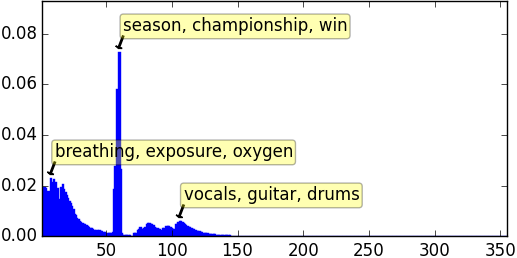 0.08
season, championship, win
0.06
0.04
breathing, exposure, oxygen
0.02
vocals, guitar, drums
0.00
50 100 150 200 250 300 350